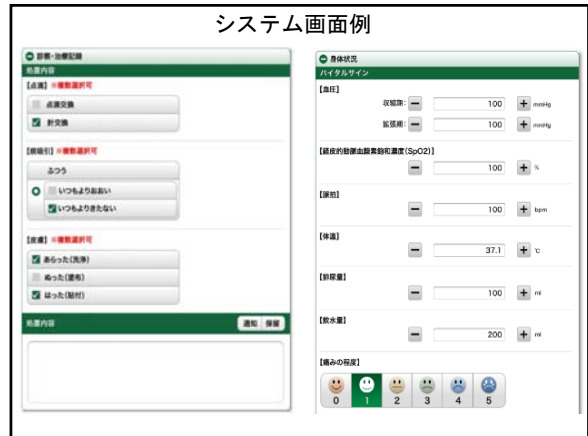 システム画面例
診察・治療記録
処置内容
【点滴】※複数選択可
点滴交換
針交換
【痰吸引】※複数選択可
ふつう
いつもよりおおい
いつもよりきたない
【皮膚】※複数選択可
あらった(洗浄)
ぬった(塗布)
はった(貼付)
処置内容
通知 保留
身体状況
バイタルサイン
【血圧】
収縮期: 100 mmHg
拡張期: 100 mmHg
【経皮的動脈血酸素飽和濃度(SpO2)】
100 %
【脈拍】
100 bpm
【体温】
37.1 ℃
【排尿量】
100 ml
【飲水量】
200 ml
【痛みの程度】
0 1 2 3 4 5